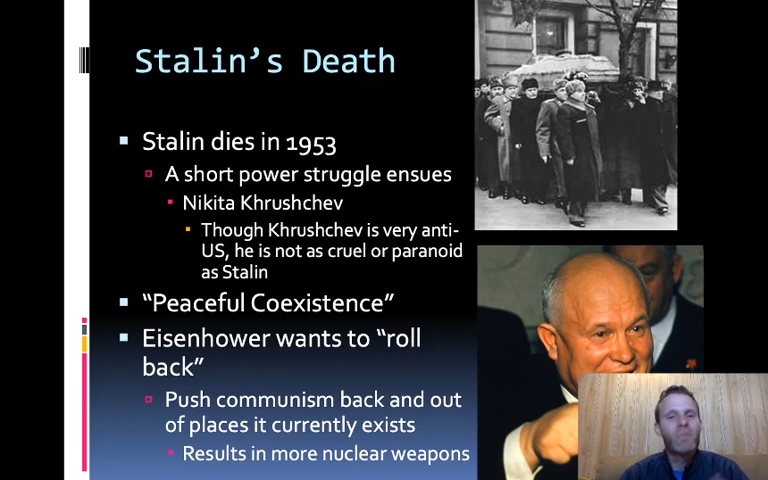 Stalin’s Death
Stalin dies in 1953
A short power struggle ensues
Nikita Khrushchev
Though Khrushchev is very anti-
US, he is not as cruel or paranoid
as Stalin
“Peaceful Coexistence”
Eisenhower wants to “roll
back”
Push communism back and out
of places it currently exists
Results in more nuclear weapons